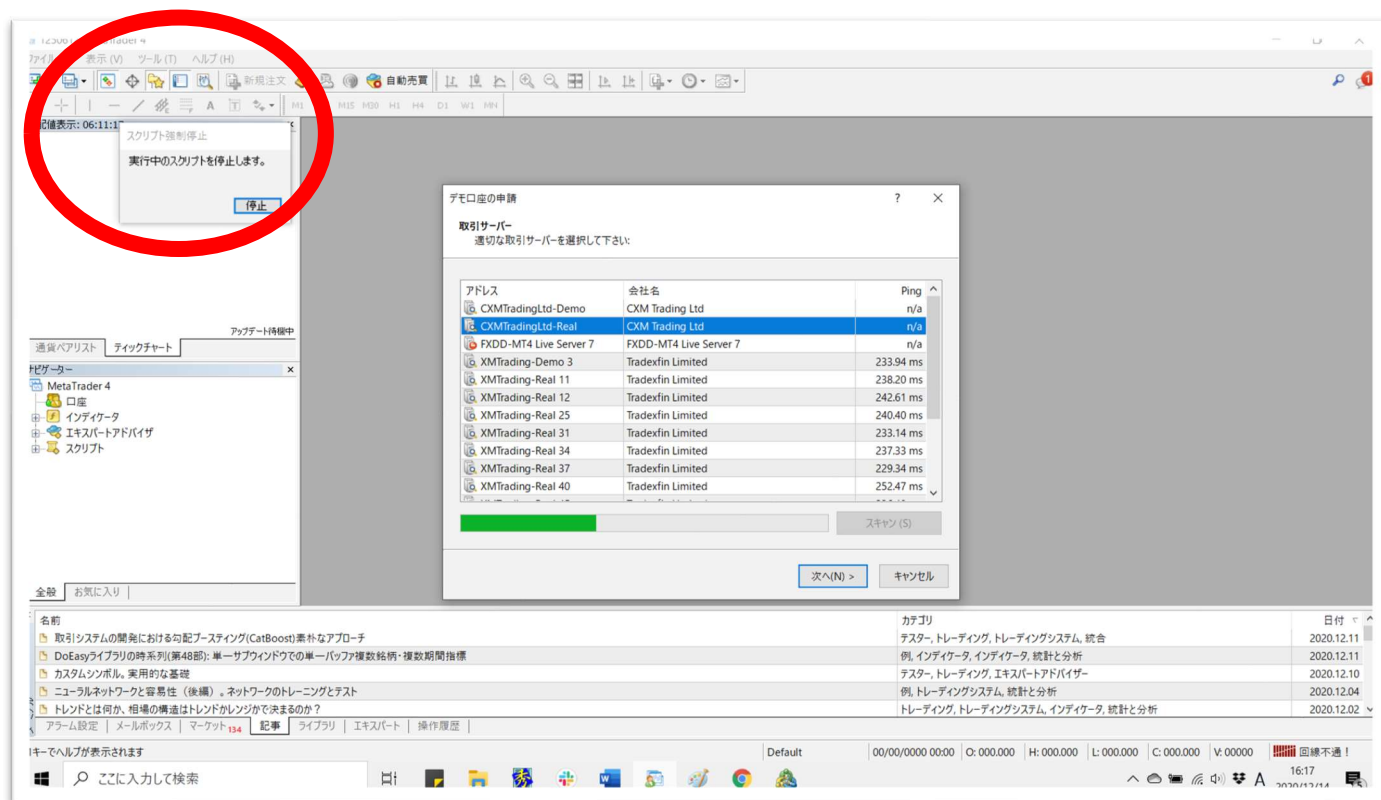 表示 (V) ツール (T) ヘルプ (H)
新規注文 自動売買
A T M1 M15 M30 H1 H4 D1 W1 MN
スクリプト強制停止
実行中のスクリプトを停止します。
停止
アップデート待機中
通貨ペアリスト ティックチャート
MetaTrader 4
口座
インディケータ
エキスパートアドバイザ
スクリプト
全般 お気に入り
デモ口座の申請 ?
取引サーバー
適切な取引サーバーを選択して下さい:
アドレス 会社名 Ping
CXMTradingLtd-Demo CXM Trading Ltd n/a
CXMTradingLtd-Real CXM Trading Ltd n/a
FXDD-MT4 Live Server 7 FXDD-MT4 Live Server 7 n/a
XMTrading-Demo 3 Tradexfin Limited 233.94 ms
XMTrading-Real 11 Tradexfin Limited 238.20 ms
XMTrading-Real 12 Tradexfin Limited 242.61 ms
XMTrading-Real 25 Tradexfin Limited 240.40 ms
XMTrading-Real 31 Tradexfin Limited 233.14 ms
XMTrading-Real 34 Tradexfin Limited 237.33 ms
XMTrading-Real 37 Tradexfin Limited 229.34 ms
XMTrading-Real 40 Tradexfin Limited 252.47 ms
スキャン (S)
次へ(N) > キャンセル
名前 カテゴリ 日付
取引システムの開発における勾配ブースティング(CatBoost)素朴なアプローチ テスター, トレーディング, トレーディングシステム, 統合 2020.12.11
DoEasyライブラリの時系列(第48部): 単一サブウィンドウでの単一バッファ複数銘柄・複数期間指標 例, インディケータ, インディケータ, 統計と分析 2020.12.11
カスタムシンボル。実用的な基礎 テスター, トレーディング, エキスパートアドバイザー 2020.12.10
ニューラルネットワークと容易性（後編）。ネットワークのトレーニングとテスト 例, トレーディングシステム, 統計と分析 2020.12.04
トレンドとは何か、相場の構造はトレンドかレンジかで決まるのか? トレーディング, トレーディングシステム, インディケータ, 統計と分析 2020.12.02
アラーム設定 | メールボックス | マーケット 134 記事 ライブラリ | エキスパート | 操作履歴 |
キーでヘルプが表示されます Default 00/00/0000 00:00 O: 000.000 H: 000.000 L: 000.000 C: 000.000 V: 00000 回線不通！
ここに入力して検索 A 16:17